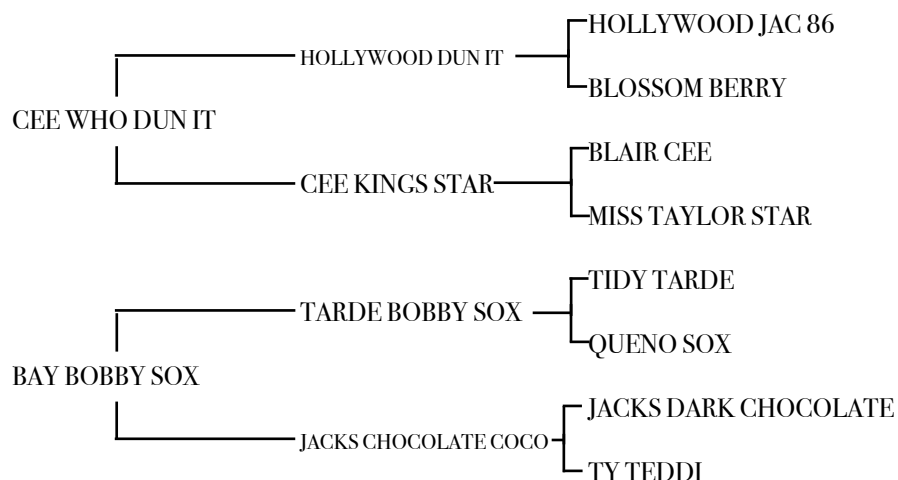 HOLLYWOOD JAC 86
HOLLYWOOD DUN IT
BLOSSOM BERRY
CEE WHO DUN IT
BLAIR CEE
CEE KINGS STAR
MISS TAYLOR STAR
TIDY TARDE
TARDE BOBBY SOX
QUENO SOX
BAY BOBBY SOX
JACKS DARK CHOCOLATE
JACKS CHOCOLATE COCO
TY TEDDI